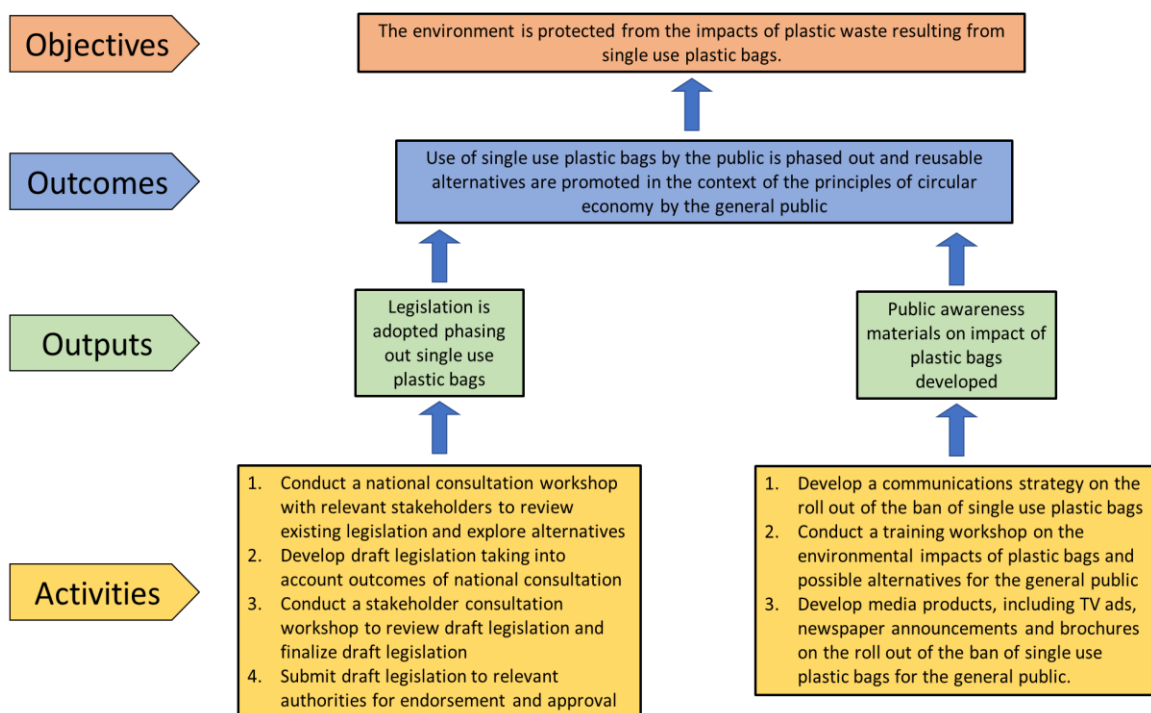 Objectives
The environment is protected from the impacts of plastic waste resulting from
single use plastic bags.
Outcomes
Use of single use plastic bags by the public is phased out and reusable
alternatives are promoted in the context of the principles of circular
economy by the general public
Outputs
Legislation is
adopted phasing
out single use
plastic bags
Public awareness
materials on impact of
plastic bags
developed
Activities
1. Conduct a national consultation workshop
with relevant stakeholders to review
existing legislation and explore alternatives
2. Develop draft legislation taking into
account outcomes of national consultation
3. Conduct a stakeholder consultation
workshop to review draft legislation and
finalize draft legislation
4. Submit draft legislation to relevant
authorities for endorsement and approval
1. Develop a communications strategy on the
roll out of the ban of single use plastic bags
2. Conduct a training workshop on the
environmental impacts of plastic bags and
possible alternatives for the general public
3. Develop media products, including TV ads,
newspaper announcements and brochures
on the roll out of the ban of single use
plastic bags for the general public.